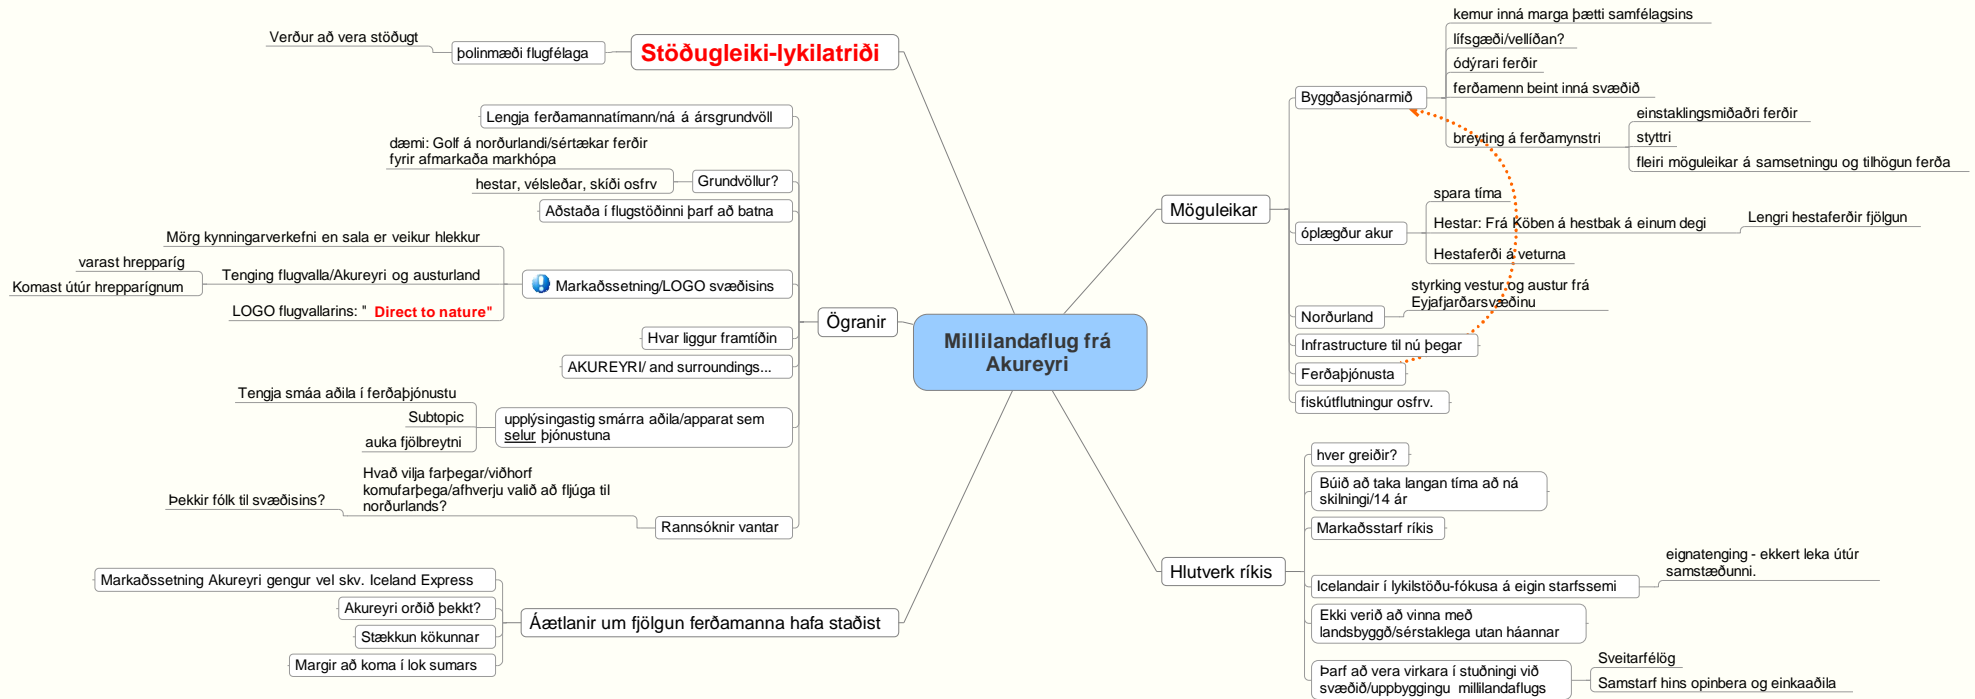 Millilandaflug frá
Akureyri
Stöðugleiki-lykilatriði
þolinmæði flugfélaga
Verður að vera stöðugt
Ögranir
Lengja ferðamannatímann/ná á ársgrundvöll
Grundvöllur?
dæmi: Golf á norðurlandi/sértækar ferðir
fyrir afmarkaða markhópa
hestar, vélsleðar, skíði osfrv
Aðstaða í flugstöðinni þarf að batna
Markaðssetning/LOGO svæðisins
Mörg kynningarverkefni en sala er veikur hlekkur
Tenging flugvalla/Akureyri og austurland
varast hrepparíg
Komast útúr hrepparígnum
LOGO flugvallarins: " Direct to nature"
Hvar liggur framtíðin
AKUREYRI/ and surroundings...
upplýsingastig smárra aðila/apparat sem
selur þjónustuna
Tengja smáa aðila í ferðaþjónustu
Subtopic
auka fjölbreytni
Rannsóknir vantar
Hvað vilja farþegar/viðhorf
komufarþega/afhverju valið að fljúga til
norðurlands?
Þekkir fólk til svæðisins?
Áætlanir um fjölgun ferðamanna hafa staðist
Markaðssetning Akureyri gengur vel skv. Iceland Express
Akureyri orðið þekkt?
Stækkun kökunnar
Margir að koma í lok sumars
Möguleikar
Byggðasjónarmið
kemur inná marga þætti samfélagsins
lífsgæði/vellíðan?
ódýrari ferðir
ferðamenn beint inná svæðið
breyting á ferðamynstri
einstaklingsmiðaðri ferðir
styttri
fleiri möguleikar á samsetningu og tilhögun ferða
óplægður akur
spara tíma
Hestar: Frá Köben á hestbak á einum degi
Lengri hestaferðir fjölgun
Hestaferði á veturna
Norðurland
styrking vestur og austur frá
Eyjafjarðarsvæðinu
Infrastructure til nú þegar
Ferðaþjónusta
fiskútflutningur osfrv.
Hlutverk ríkis
hver greiðir?
Búið að taka langan tíma að ná
skilningi/14 ár
Markaðsstarf ríkis
Icelandair í lykilstöðu-fókusa á eigin starfssemi
eignatenging - ekkert leka útúr
samstæðunni.
Ekki verið að vinna með
landsbyggð/sérstaklega utan háannar
Þarf að vera virkara í stuðningi við
svæðið/uppbyggingu millilandaflugs
Sveitarfélög
Samstarf hins opinbera og einkaaðila